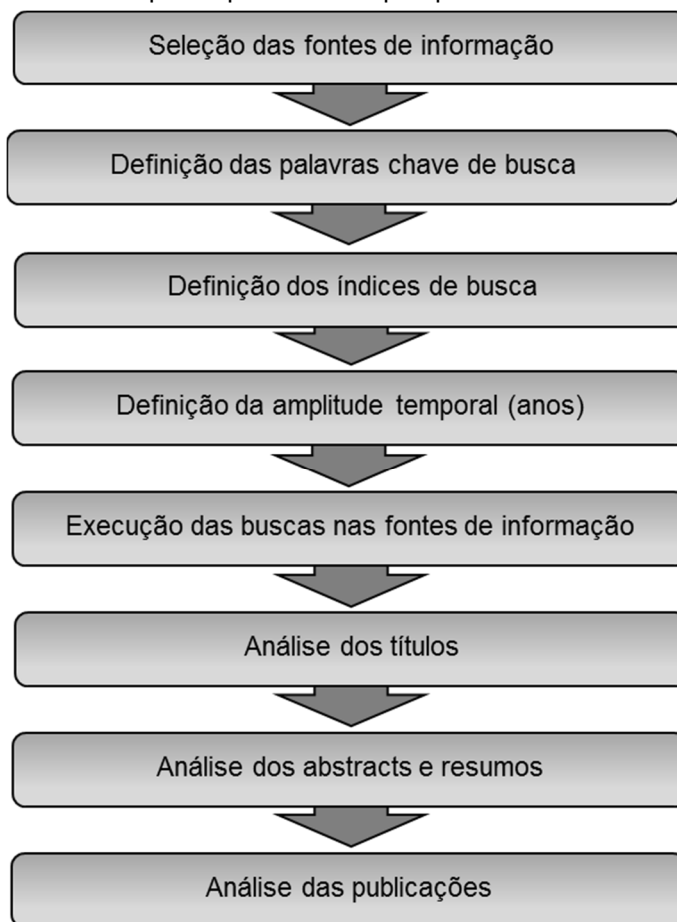 Seleção das fontes de informação
Definição das palavras chave de busca
Definição dos índices de busca
Definição da amplitude temporal (anos)
Execução das buscas nas fontes de informação
Análise dos títulos
Análise dos abstracts e resumos
Análise das publicações